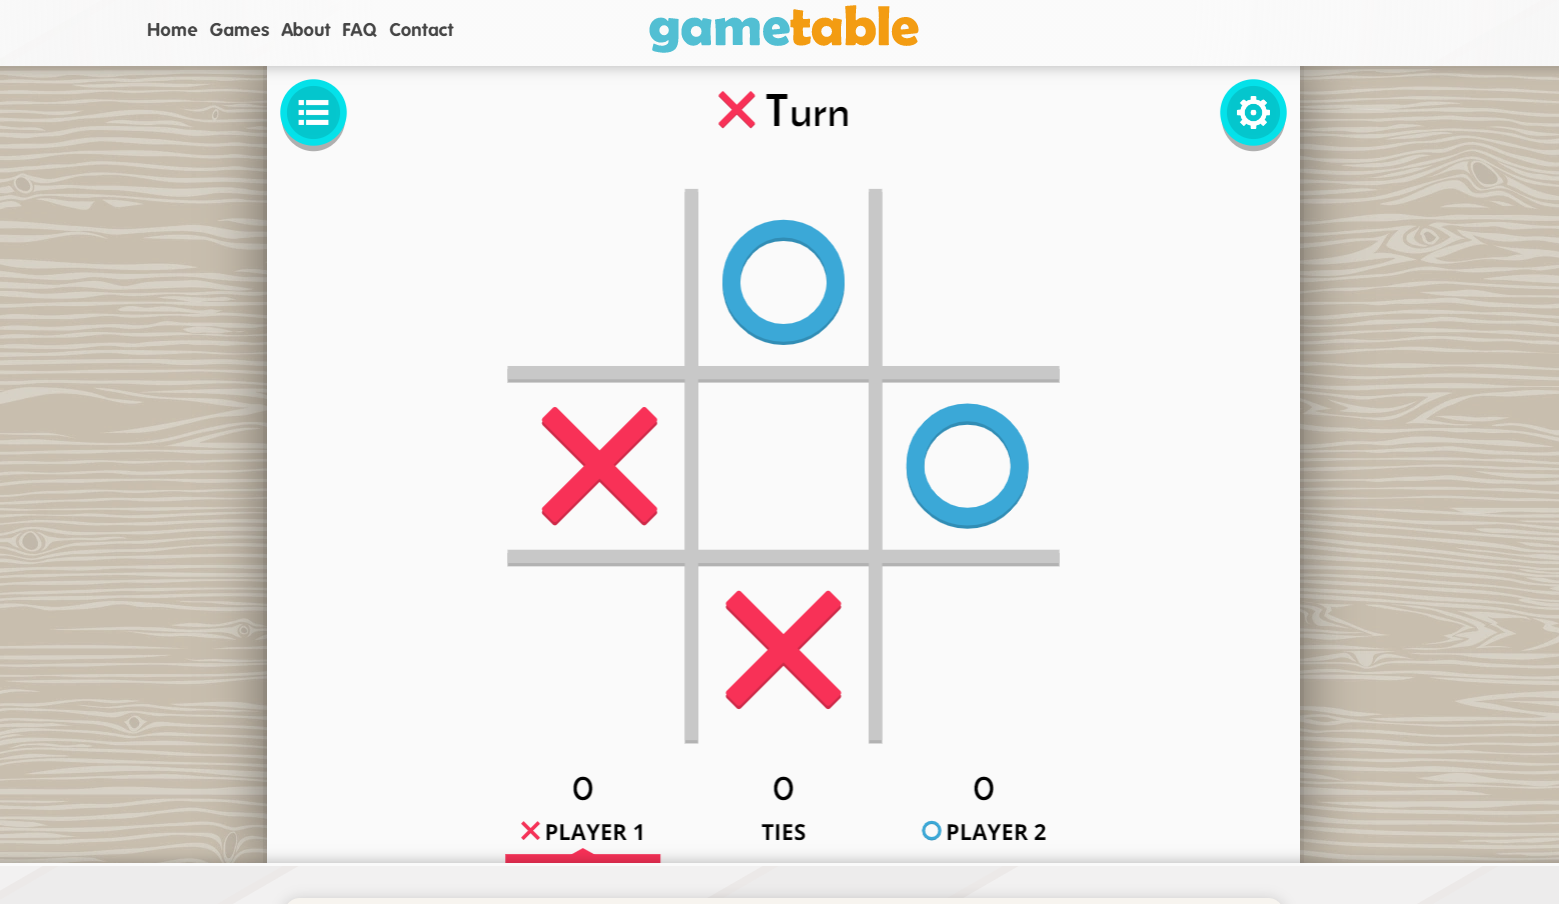 Home Games About FAQ Contact
gametable
Turn
0 0 0
PLAYER 1 TIES PLAYER 2